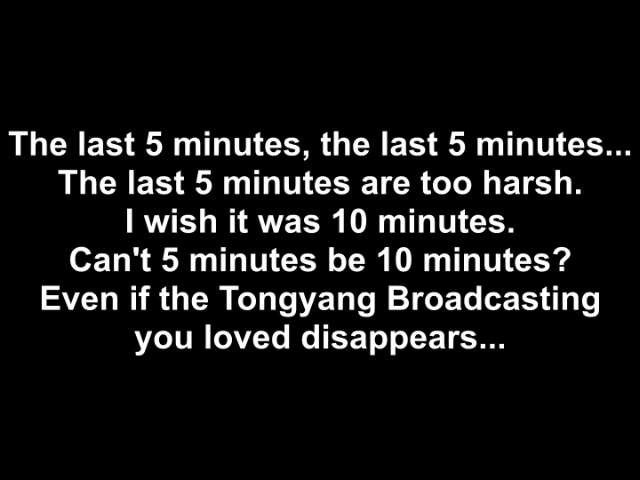 The last 5 minutes, the last 5 minutes...
The last 5 minutes are too harsh.
I wish it was 10 minutes.
Can't 5 minutes be 10 minutes?
Even if the Tongyang Broadcasting
you loved disappears...